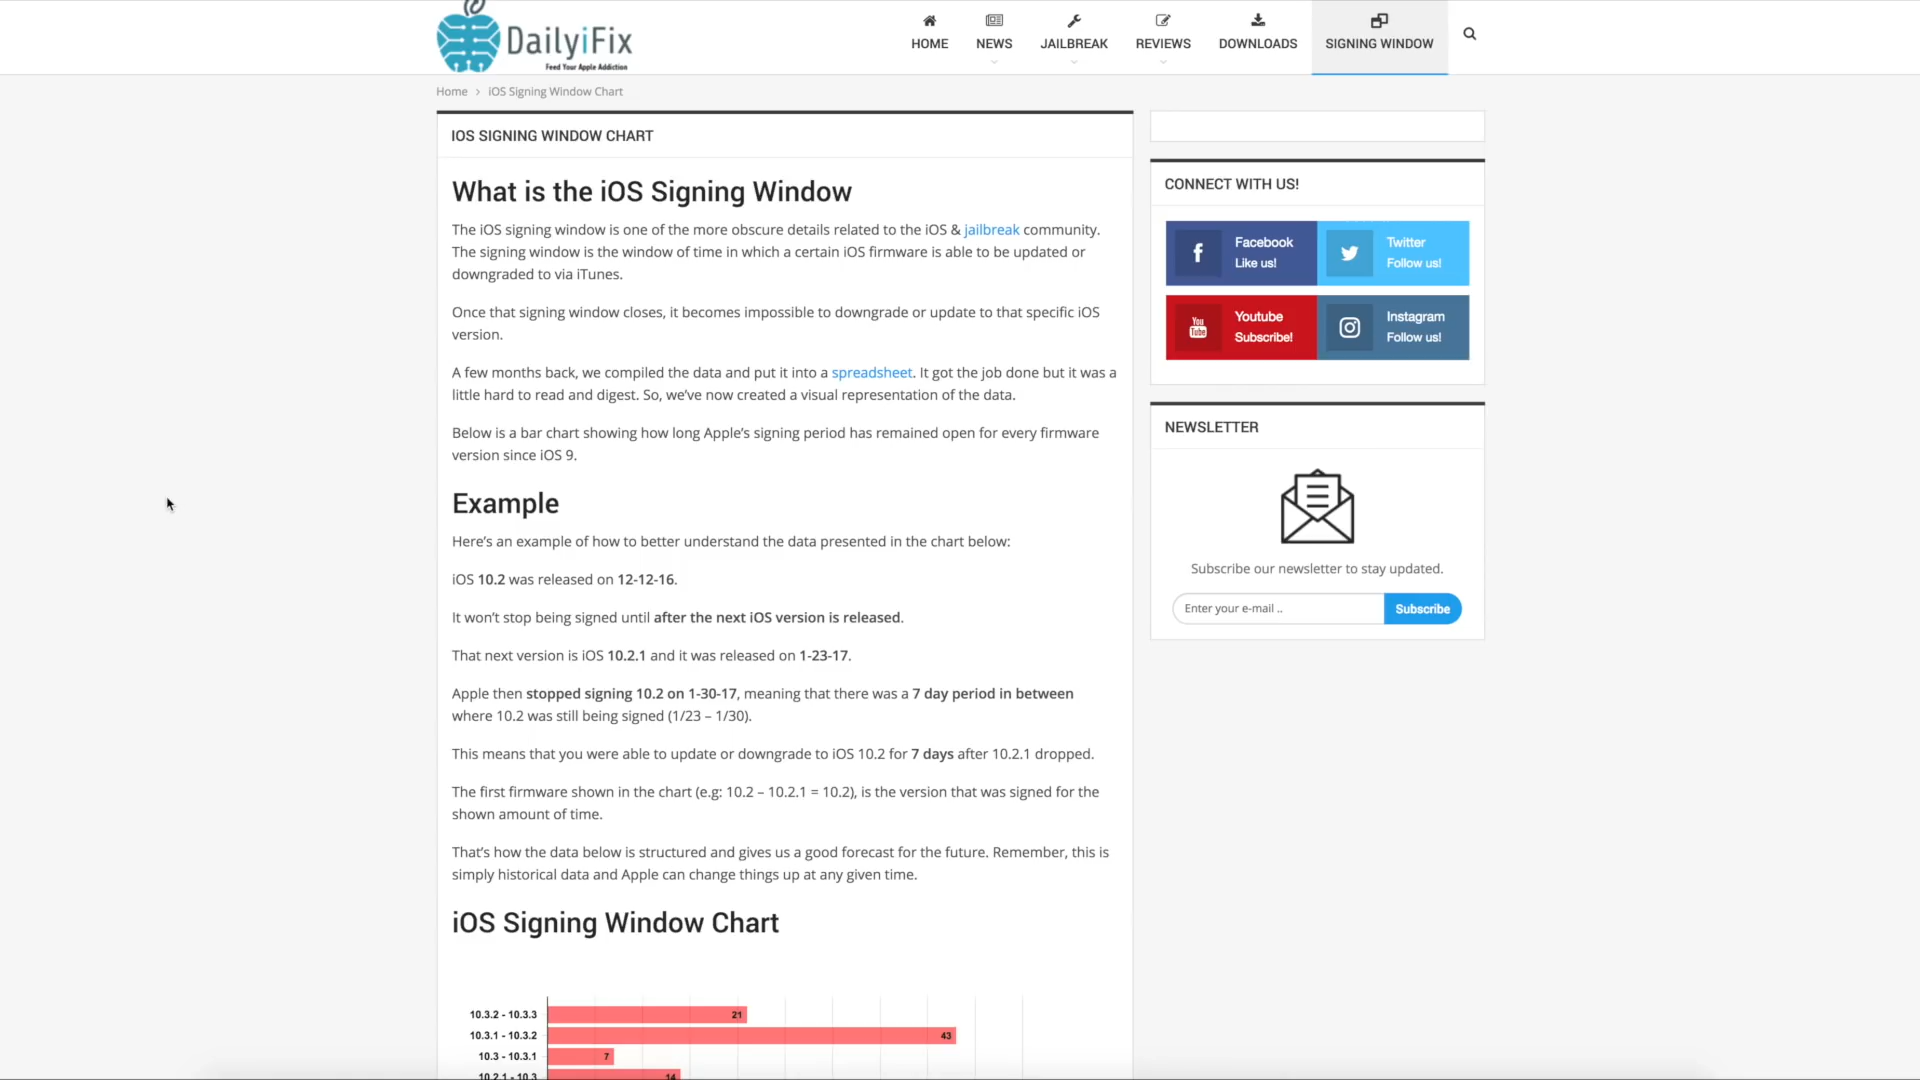 DailyiFix
Feed Your Apple Addiction
HOME
NEWS
JAILBREAK
REVIEWS
DOWNLOADS
SIGNING WINDOW
Home › iOS Signing Window Chart
IOS SIGNING WINDOW CHART
What is the iOS Signing Window
The iOS signing window is one of the more obscure details related to the iOS & jailbreak community.
The signing window is the window of time in which a certain iOS firmware is able to be updated or
downgraded to via iTunes.
Once that signing window closes, it becomes impossible to downgrade or update to that specific iOS
version.
A few months back, we compiled the data and put it into a spreadsheet. It got the job done but it was a
little hard to read and digest. So, we’ve now created a visual representation of the data.
Below is a bar chart showing how long Apple’s signing period has remained open for every firmware
version since iOS 9.
Example
Here’s an example of how to better understand the data presented in the chart below:
iOS 10.2 was released on 12-12-16.
It won’t stop being signed until after the next iOS version is released.
That next version is iOS 10.2.1 and it was released on 1-23-17.
Apple then stopped signing 10.2 on 1-30-17, meaning that there was a 7 day period in between
where 10.2 was still being signed (1/23 – 1/30).
This means that you were able to update or downgrade to iOS 10.2 for 7 days after 10.2.1 dropped.
The first firmware shown in the chart (e.g: 10.2 – 10.2.1 = 10.2), is the version that was signed for the
shown amount of time.
That’s how the data below is structured and gives us a good forecast for the future. Remember, this is
simply historical data and Apple can change things up at any given time.
iOS Signing Window Chart
10.3.2 - 10.3.3 21
10.3.1 - 10.3.2 43
10.3 - 10.3.1 7
10.2.1 - 10.3 14
CONNECT WITH US!
Facebook
Like us!
Twitter
Follow us!
You Tube
Youtube
Subscribe!
Instagram
Follow us!
NEWSLETTER
Subscribe our newsletter to stay updated.
Enter your e-mail ..
Subscribe